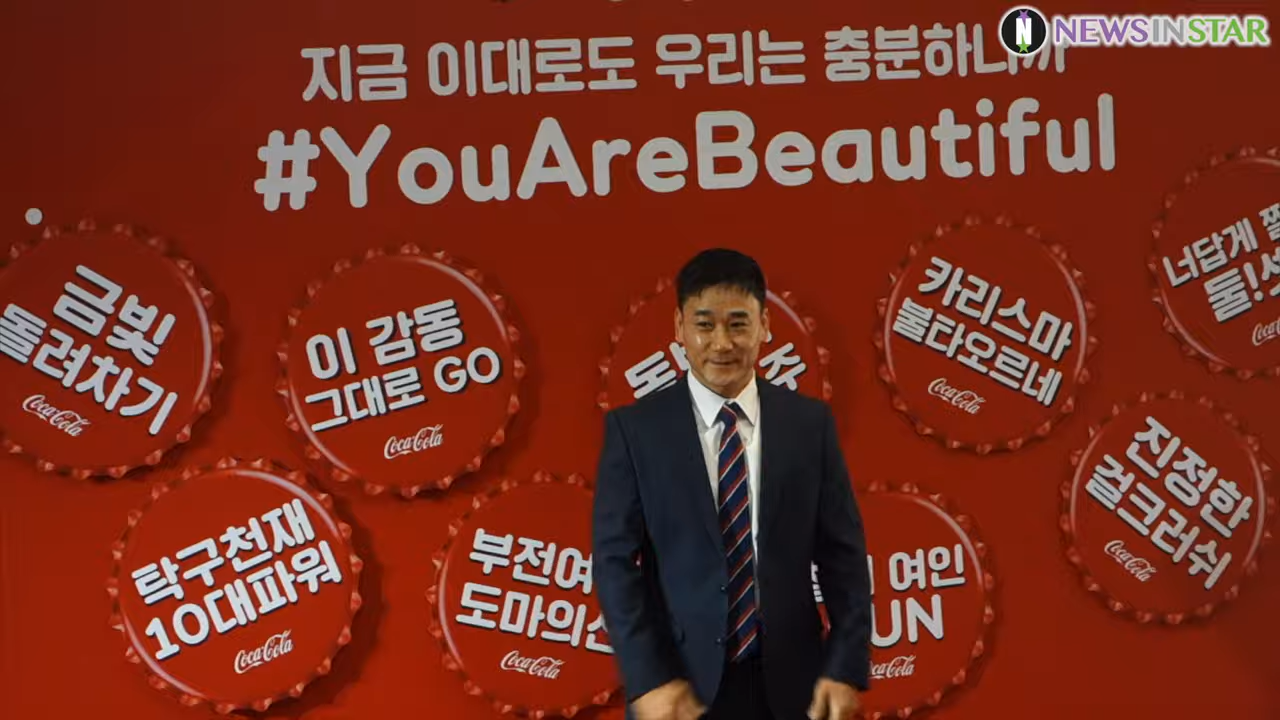 NEWSINSTAR
지금 이대로도 우리는 충분하니까
#YouAreBeautiful
금빛
돌려차기
Coca-Cola
이 감동
그대로 GO
Coca-Cola
카리스마
불타오르네
Coca-Cola
너답게
둘!
탁구천재
10대파워
Coca-Cola
부전여
도마의
Coca-Cola
여인
UN
Coca-Cola
진정한
걸크러쉬
Coca-Cola